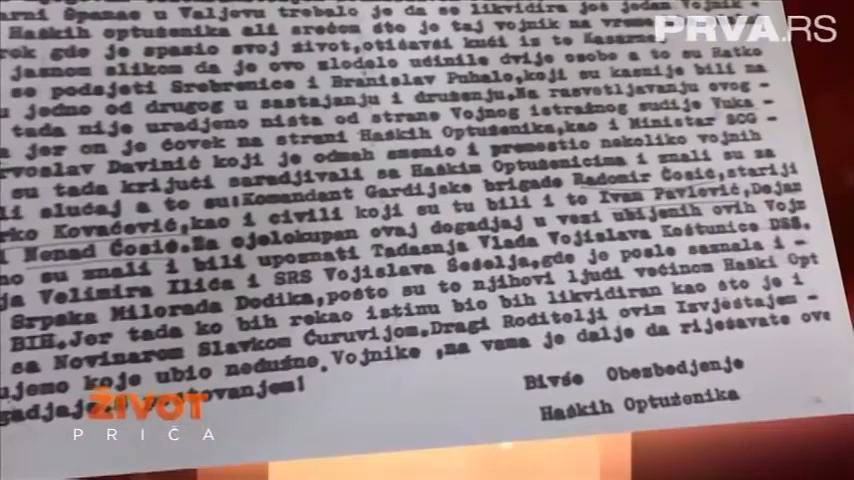 arni Španac u Valjevu trebalo je da se likvidira još jedan Vojnik -
Haških optuženika ali srećom što je taj vojnik na vreme
rok gde je spasio svoj život,otišavši kući iz te Kasarne
jasnom slikom da je ovo zlodelo učinile dvije osobe a to su Ratko
se podsjeti Srebrenice i Branislav Puhalo,koji su kasnije bili na
u jedno od drugog u sastajanju i druženju.Na rasvetljavanju ovog -
tada nije uradjeno ništa od strane Vojnog istražnog sudije Vuka -
a jer on je čovek na strani Haških Optuženika,kao i Ministar SCG -
rvoslav Davinić koji je odmah smenio i premestio nekoliko vojnih
su tada krijući saradjivali sa Haškim Optuženicima i znali su za
li slučaj a to su:Komandant Gardijske brigade Radomir Ćosić,stariji
rko Kovačević,kao i civili koji su tu bili i to Ivan Pavlović,Dejan
i Nenad Ćosić.Za cjelokupan ovaj dogadjaj u vezi ubijenih ovih Vojn
no su znali i bili upoznati Tadašnja Vlada Vojislava Koštunice DSS.
ja Velimira Ilića i SRS Vojislava Šešelja,gde je posle saznala i -
Srpska Milorada Dodika,pošto su to njihovi ljudi većinom Haški Opt
BIH.Jer tada ko bih rekao istinu bio bih likvidiran kao što je i
sa Novinarom Slavkom Ćuruvijom.Dragi Roditelji ovim Izvještajem -
ujemo koje ubio nedužne.Vojnike ,na vama je dalje da riješavate ove
gadjaje poštovanjem!
Bivše Obezbedjenje
Haških Optuženika
PRVA.RS
ŽIVOT
PRIČA